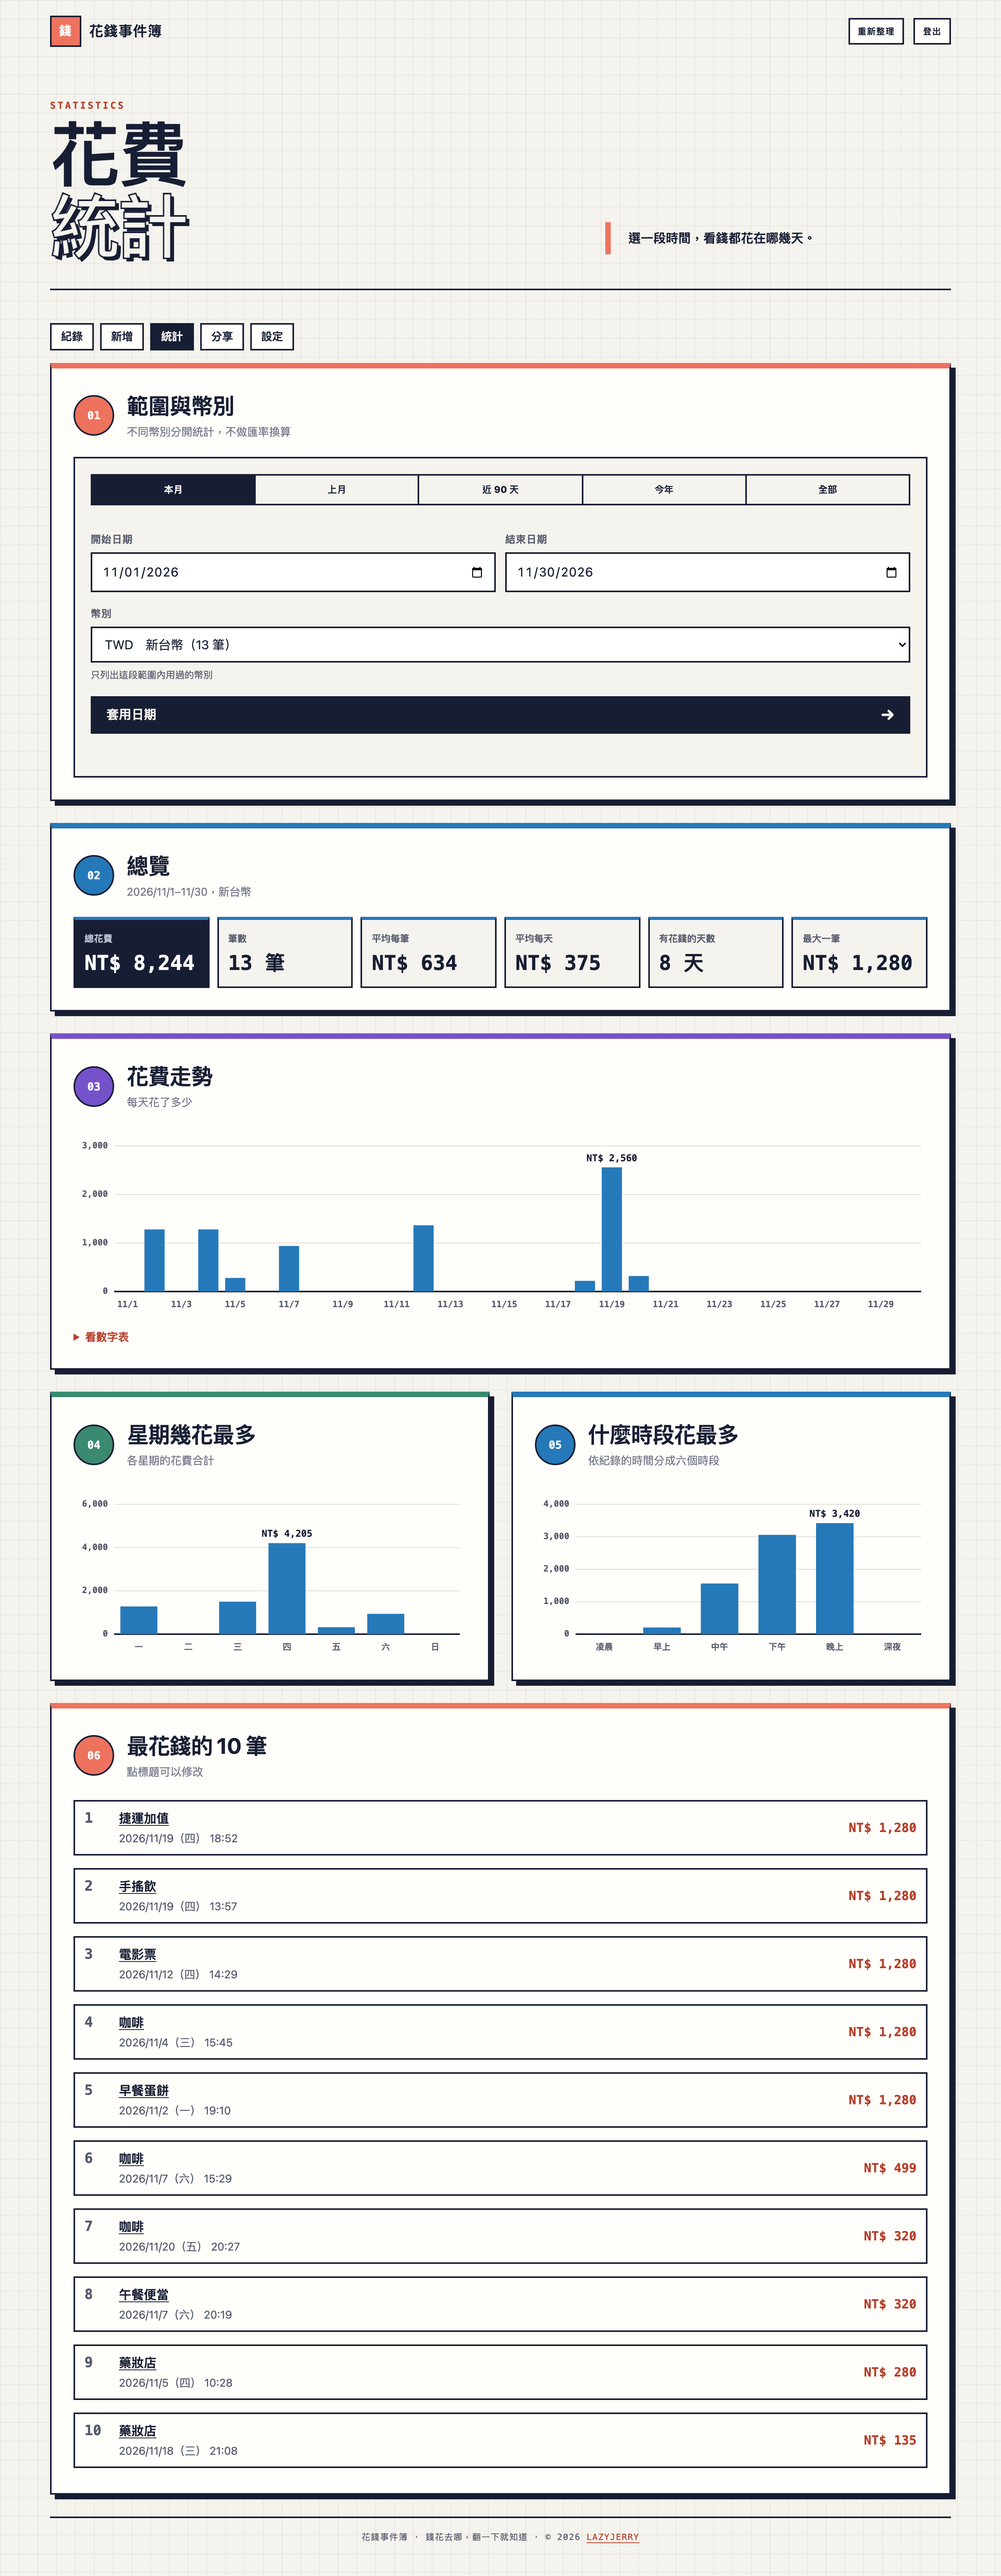 錢 花錢事件簿
重新整理 登出
STATISTICS
花費
統計
選一段時間，看錢都花在哪幾天。
紀錄 新增 統計 分享 設定
01 範圍與幣別
不同幣別分開統計，不做匯率換算
本月 上月 近 90 天 今年 全部
開始日期 結束日期
11/01/2026 11/30/2026
幣別
TWD 新台幣（13 筆）
只列出這段範圍內用過的幣別
套用日期 →
02 總覽
2026/11/1–11/30，新台幣
總花費 筆數 平均每筆 平均每天 有花錢的天數 最大一筆
NT$ 8,244 13 筆 NT$ 634 NT$ 375 8 天 NT$ 1,280
03 花費走勢
每天花了多少
3,000
NT$ 2,560
2,000
1,000
0
11/1 11/3 11/5 11/7 11/9 11/11 11/13 11/15 11/17 11/19 11/21 11/23 11/25 11/27 11/29
▶ 看數字表
04 星期幾花最多
各星期的花費合計
6,000
NT$ 4,205
4,000
2,000
0
一 二 三 四 五 六 日
05 什麼時段花最多
依紀錄的時間分成六個時段
4,000
NT$ 3,420
3,000
2,000
1,000
0
凌晨 早上 中午 下午 晚上 深夜
06 最花錢的 10 筆
點標題可以修改
1 捷運加值
2026/11/19（四） 18:52
NT$ 1,280
2 手搖飲
2026/11/19（四） 13:57
NT$ 1,280
3 電影票
2026/11/12（四） 14:29
NT$ 1,280
4 咖啡
2026/11/4（三） 15:45
NT$ 1,280
5 早餐蛋餅
2026/11/2（一） 19:10
NT$ 1,280
6 咖啡
2026/11/7（六） 15:29
NT$ 499
7 咖啡
2026/11/20（五） 20:27
NT$ 320
8 午餐便當
2026/11/7（六） 20:19
NT$ 320
9 藥妝店
2026/11/5（四） 10:28
NT$ 280
10 藥妝店
2026/11/18（三） 21:08
NT$ 135
花錢事件簿 · 錢花去哪，翻一下就知道 · © 2026 LAZYJERRY